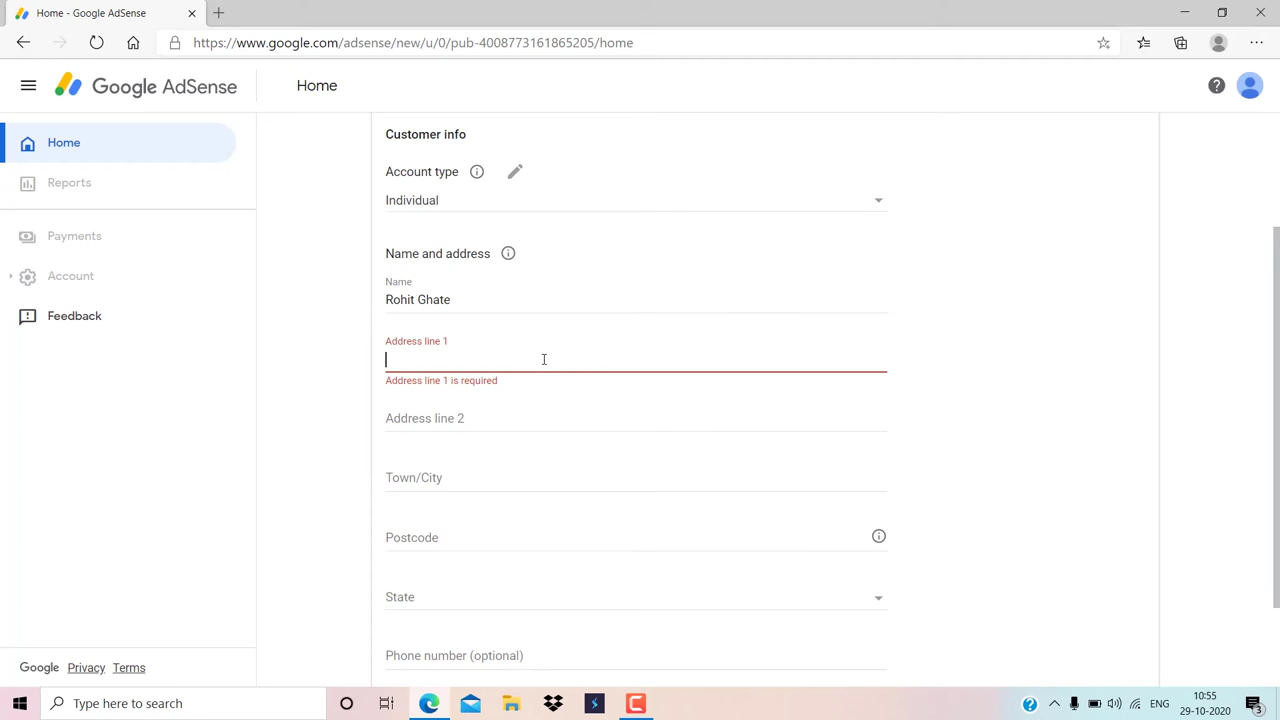 Home - Google AdSense
https://www.google.com/adsense/new/u/0/pub-4008773161865205/home
Google AdSense
Home
Home
Reports
Payments
Account
Feedback
Google Privacy Terms
Customer info
Account type
Individual
Name and address
Name
Rohit Ghate
Address line 1
Address line 1 is required
Address line 2
Town/City
Postcode
State
Phone number (optional)
Type here to search
ENG
10:55
29-10-2020
3